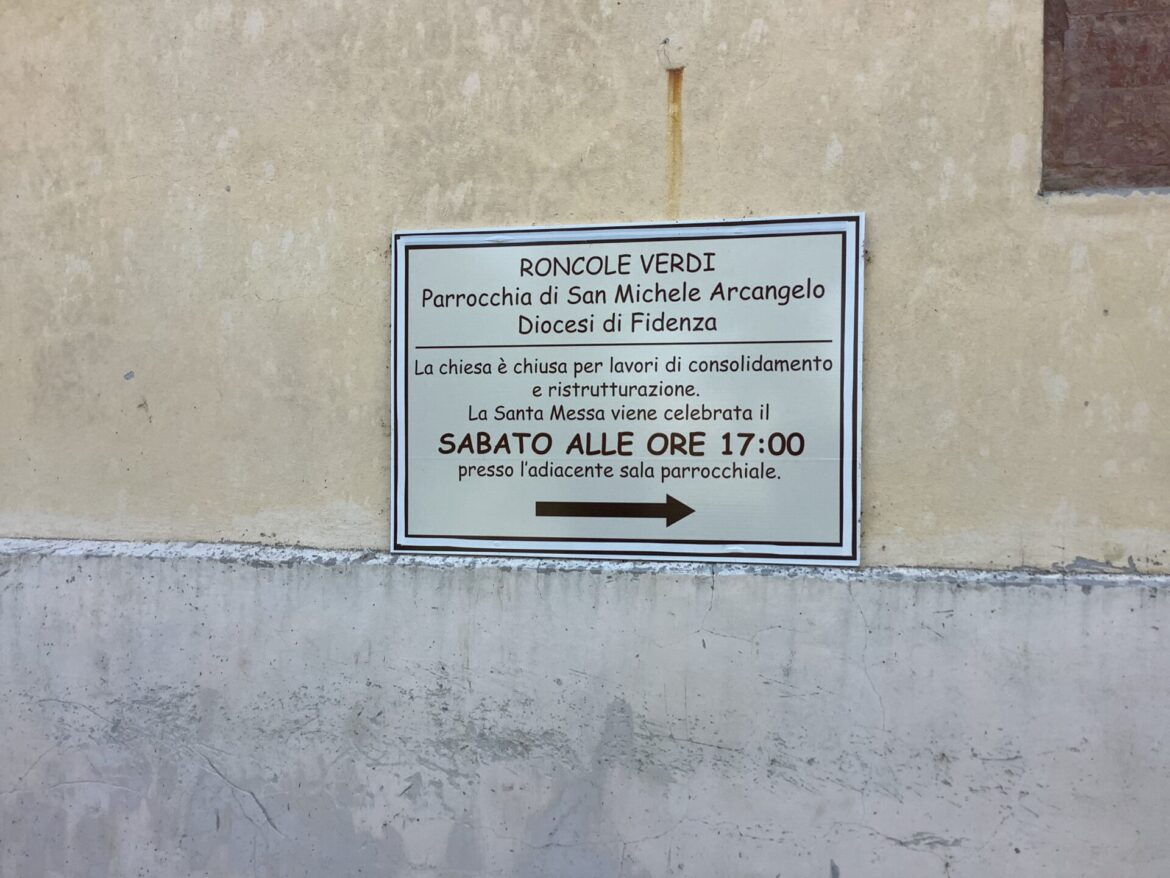 RONCOLE VERDI
Parrocchia di San Michele Arcangelo
Diocesi di Fidenza
La chiesa è chiusa per lavori di consolidamento
e ristrutturazione.
La Santa Messa viene celebrata il
SABATO ALLE ORE 17:00
presso l'adiacente sala parrocchiale.